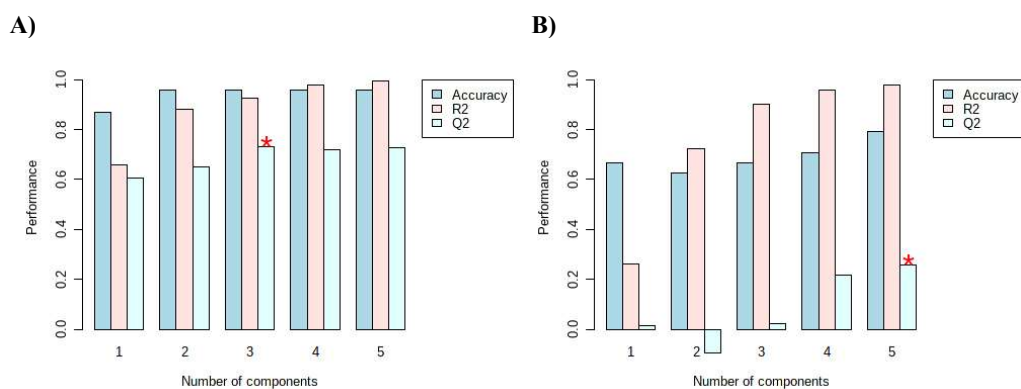 A)
B)
Performance
0.0 0.2 0.4 0.6 0.8 1.0
Accuracy
R2
Q2
*
1 2 3 4 5
Number of components
Performance
0.0 0.2 0.4 0.6 0.8 1.0
Accuracy
R2
Q2
*
1 2 3 4 5
Number of components